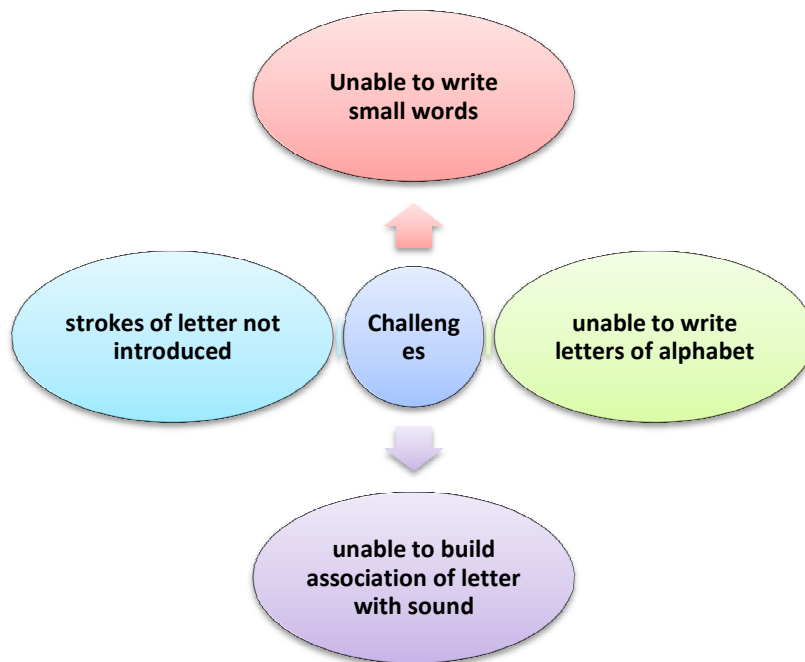 Unable to write
small words
strokes of letter not
introduced
Challeng
es
unable to write
letters of alphabet
unable to build
association of letter
with sound